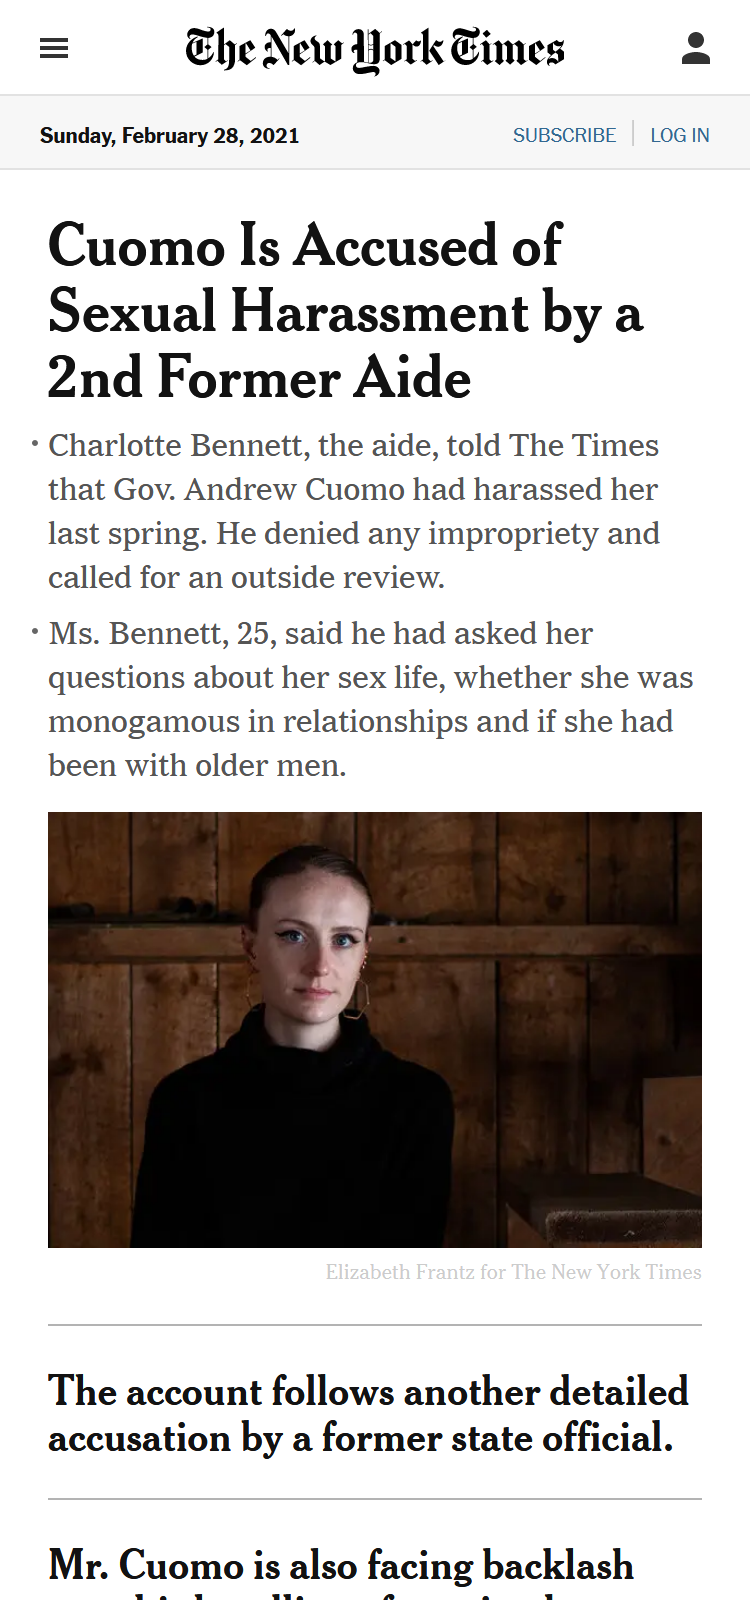 The New York Times
Sunday, February 28, 2021
SUBSCRIBE LOG IN
Cuomo Is Accused of
Sexual Harassment by a
2nd Former Aide
• Charlotte Bennett, the aide, told The Times
that Gov. Andrew Cuomo had harassed her
last spring. He denied any impropriety and
called for an outside review.
• Ms. Bennett, 25, said he had asked her
questions about her sex life, whether she was
monogamous in relationships and if she had
been with older men.
Elizabeth Frantz for The New York Times
The account follows another detailed
accusation by a former state official.
Mr. Cuomo is also facing backlash